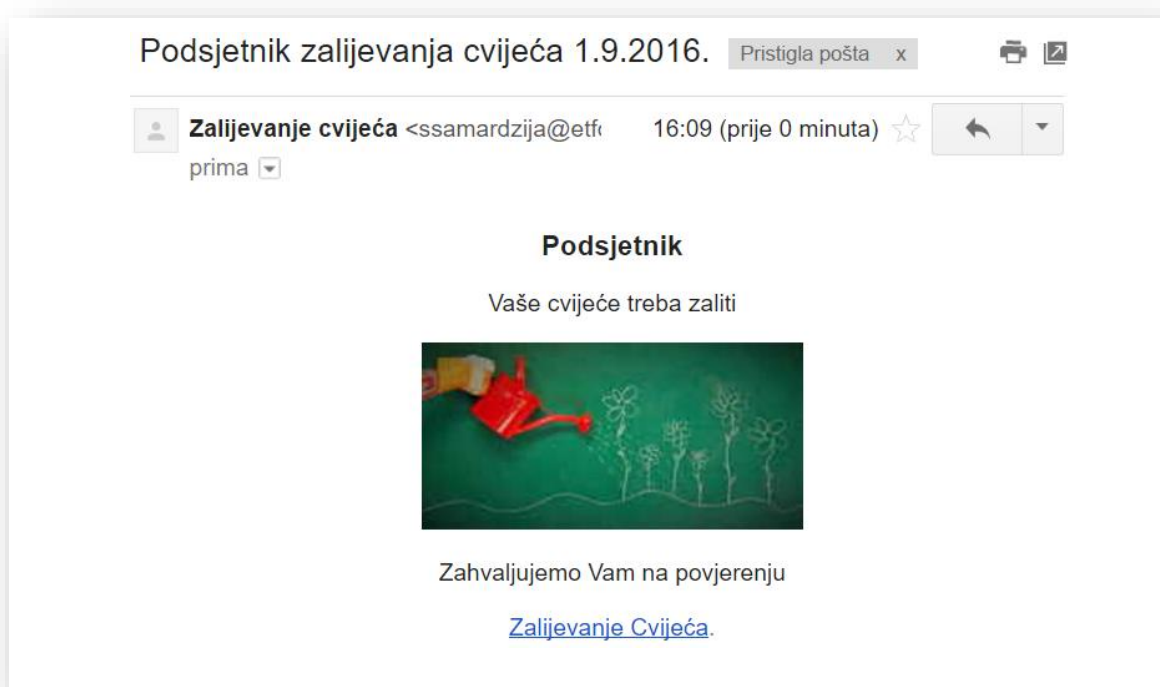 Podsjetnik zalijevanja cvijeća 1.9.2016. Pristigla pošta x
Zalijevanje cvijeća <ssamardzija@etf 16:09 (prije 0 minuta)
prima
Podsjetnik
Vaše cvijeće treba zaliti
Zahvaljujemo Vam na povjerenju
Zalijevanje Cvijeća.